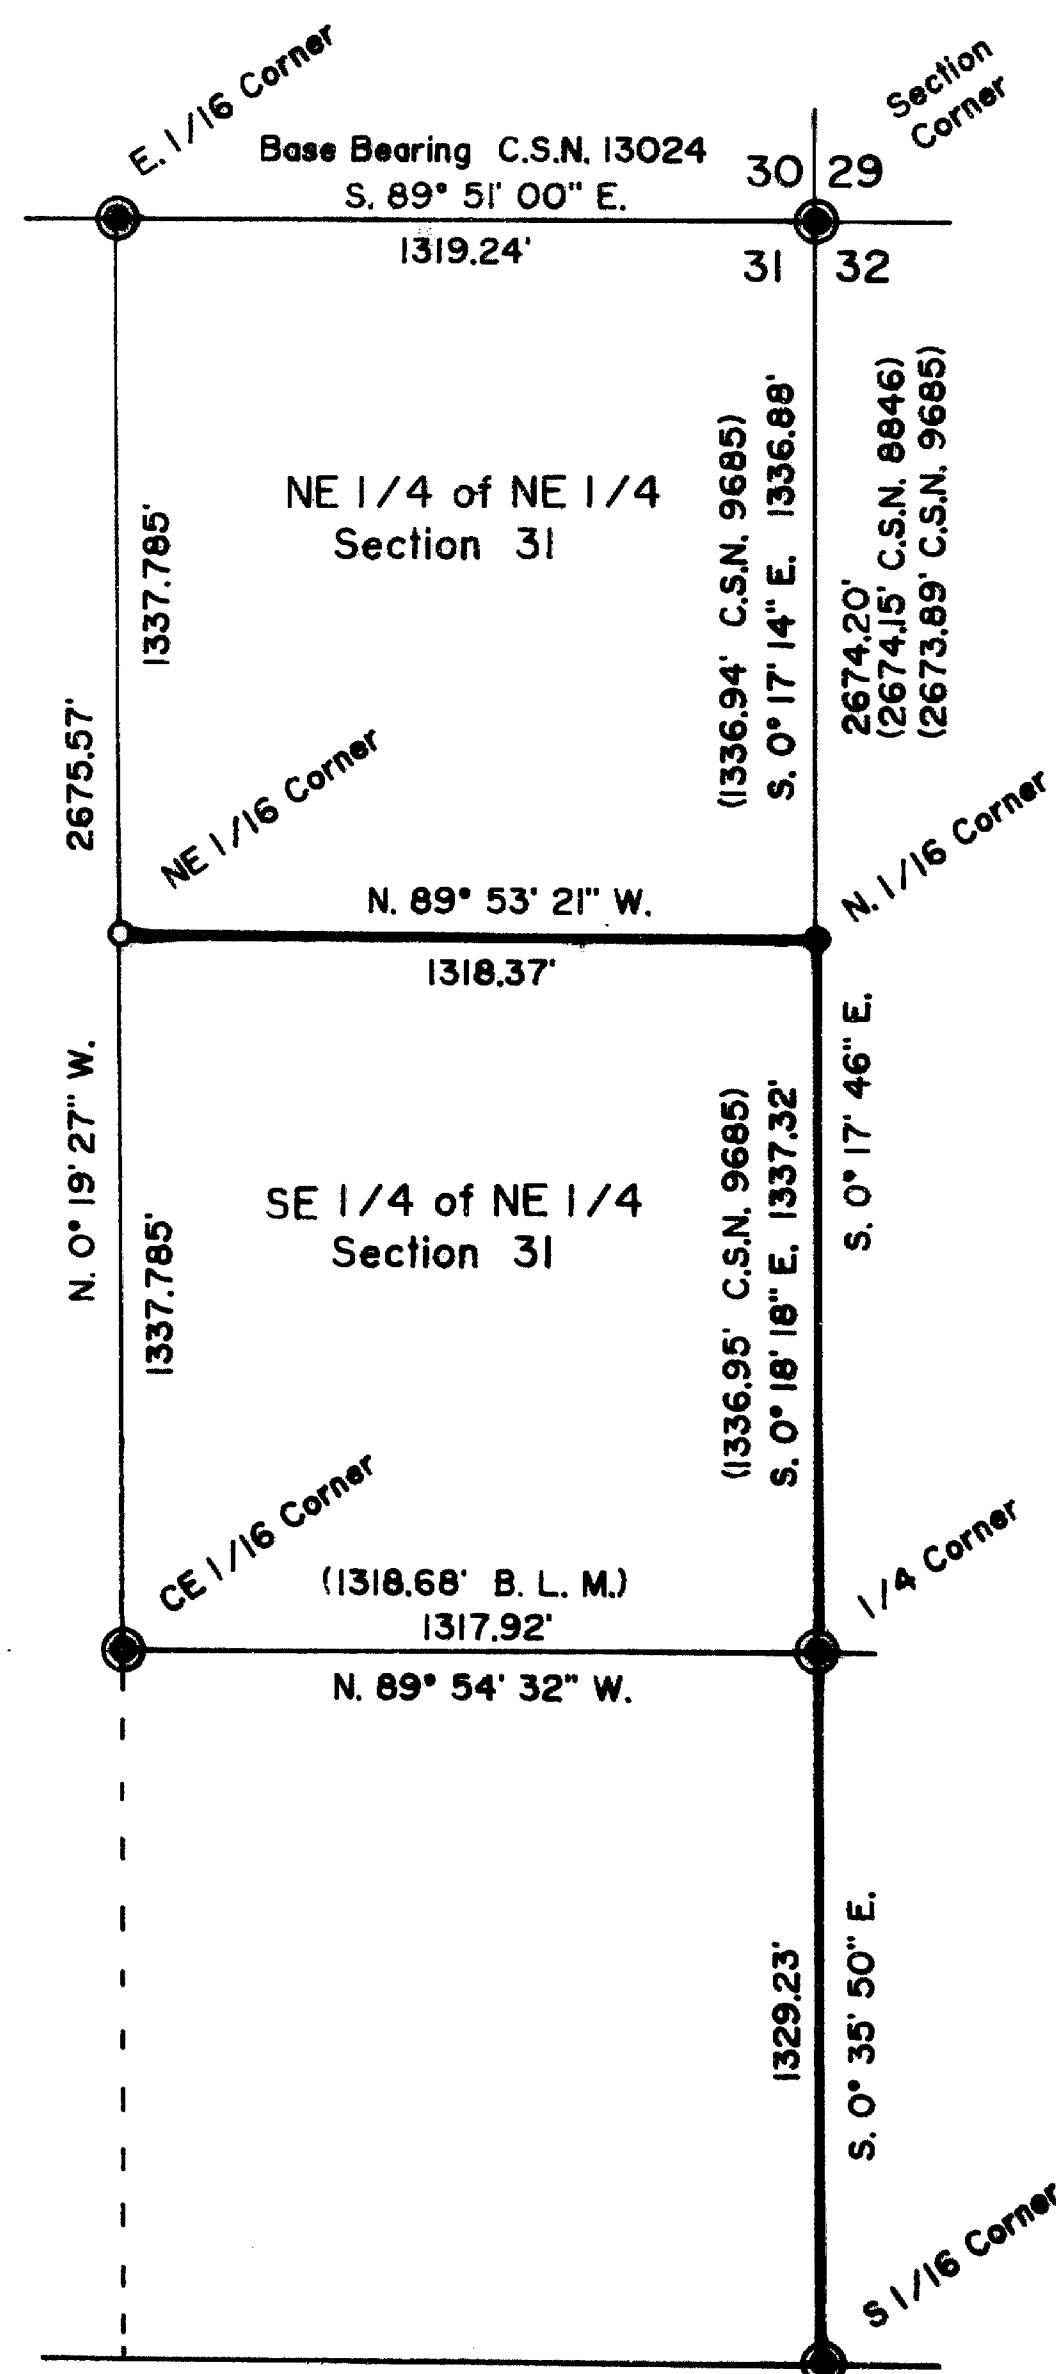 E. 1/16 Corner
Section
Corner
Base Bearing C.S.N. 13024
S. 89° 51' 00" E.
1319.24'
30 29
31 32
NE 1/4 of NE 1/4
Section 31
1337.785'
2675.57'
(1336.94' C.S.N. 9685)
S. 0° 17' 14" E. 1336.88'
2674.20'
(2674.15' C.S.N. 8846)
(2673.89' C.S.N. 9685)
NE 1/16 Corner
N. 1/16 Corner
N. 89° 53' 21" W.
1318.37'
N. 0° 19' 27" W.
1337.785'
SE 1/4 of NE 1/4
Section 31
(1336.95' C.S.N. 9685)
S. 0° 18' 18" E. 1337.32'
S. 0° 17' 46" E.
CE 1/16 Corner
1/4 Corner
(1318.68' B. L. M.)
1317.92'
N. 89° 54' 32" W.
1329.23'
S. 0° 35' 50" E.
S 1/16 Corner